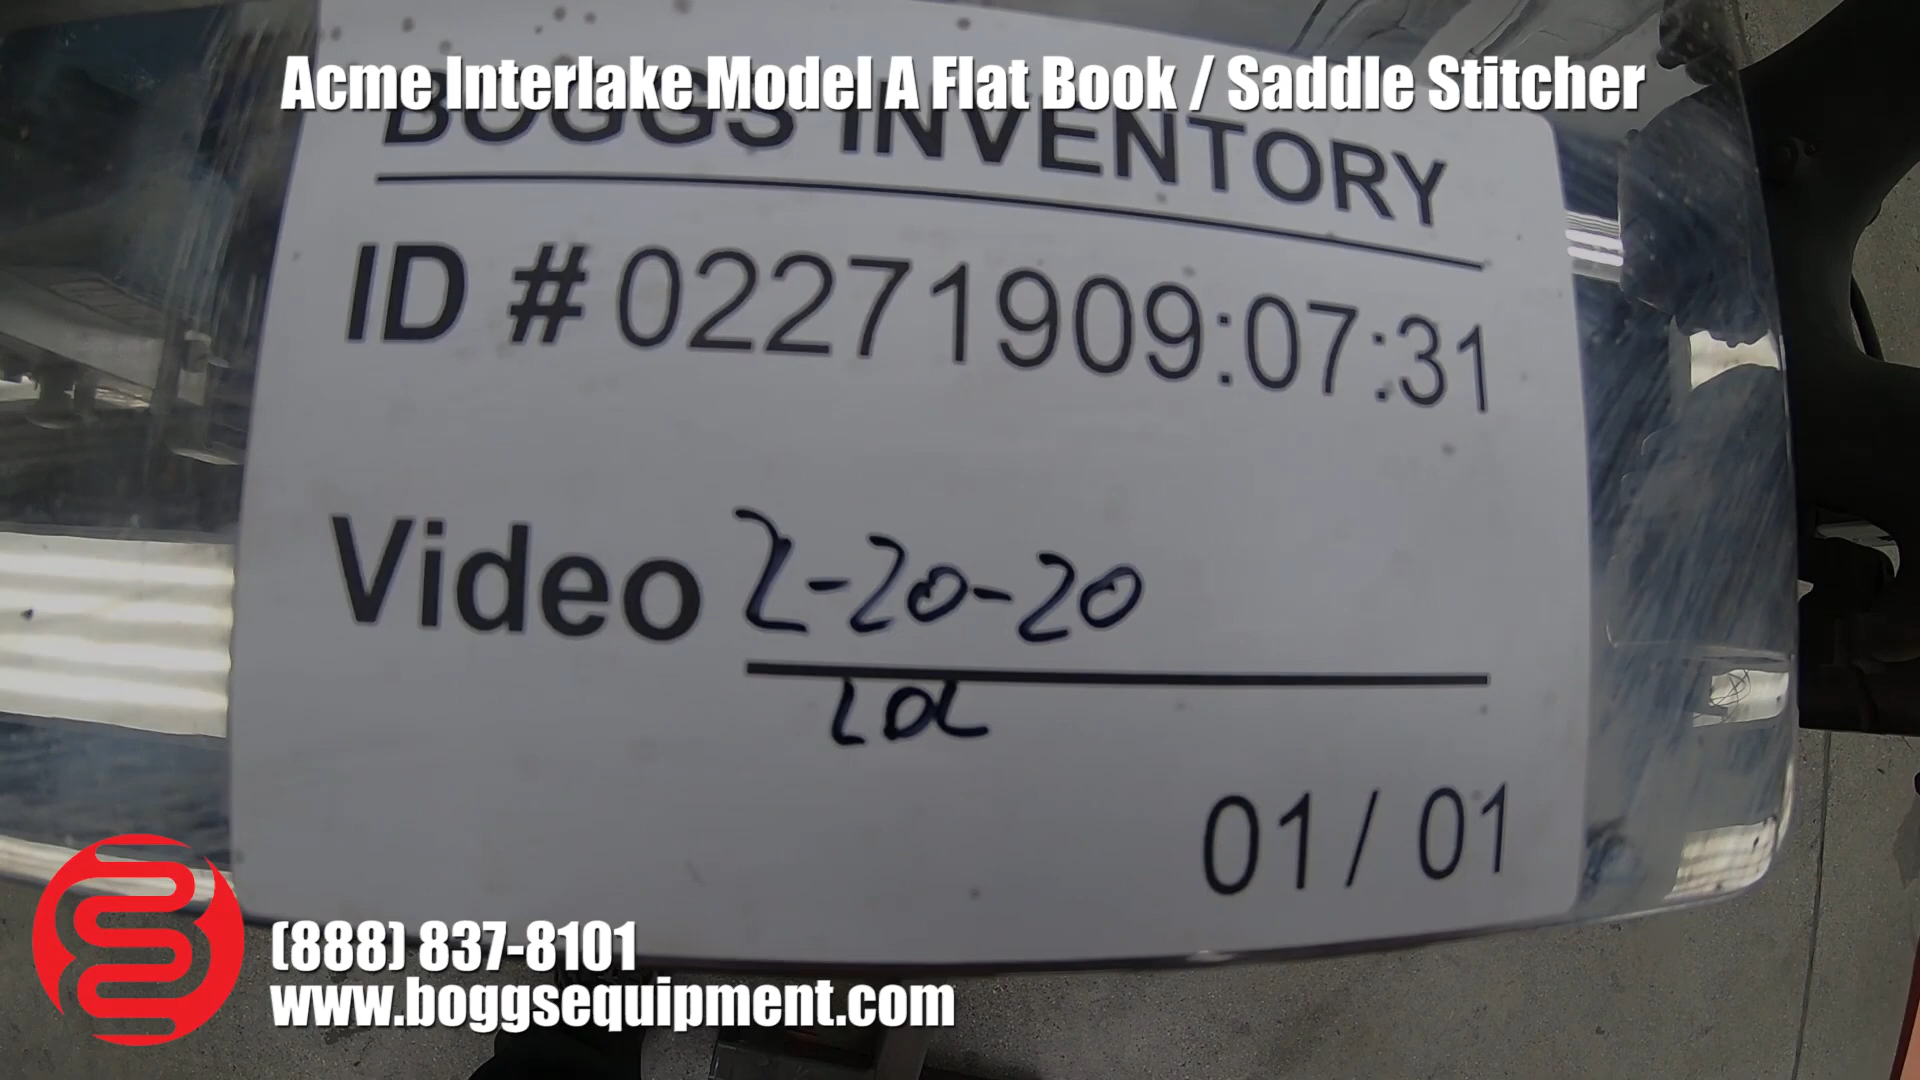 Acme Interlake Model A Flat Book / Saddle Stitcher
BOGGS INVENTORY
ID # 02271909:07:31
Video 2-20-20
01 / 01
(888) 837-8101
www.boggsequipment.com